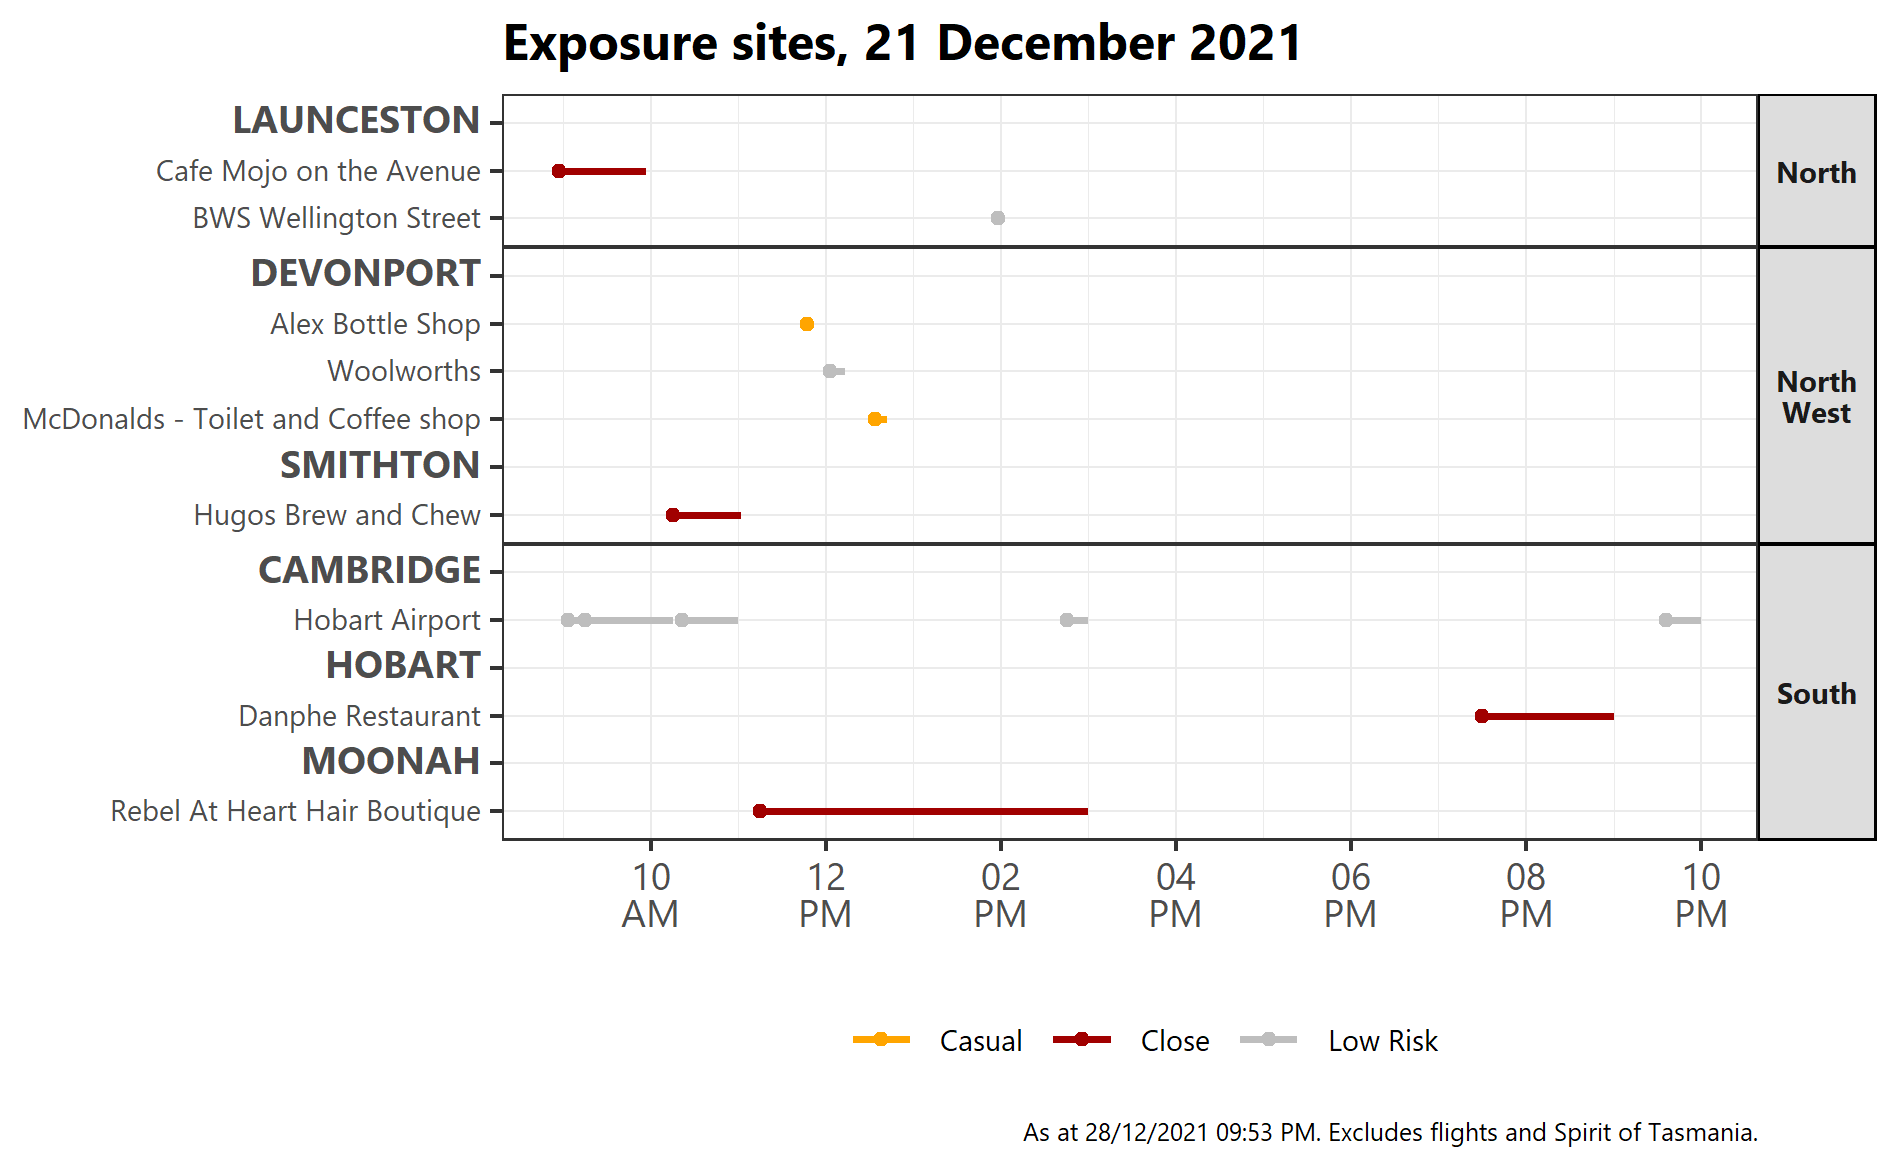 Exposure sites, 21 December 2021
LAUNCESTON
Cafe Mojo on the Avenue
BWS Wellington Street
North
DEVONPORT
Alex Bottle Shop
Woolworths
McDonalds - Toilet and Coffee shop
SMITHTON
Hugos Brew and Chew
North
West
CAMBRIDGE
Hobart Airport
HOBART
Danphe Restaurant
MOONAH
Rebel At Heart Hair Boutique
South
10 12 02 04 06 08 10
AM PM PM PM PM PM PM
Casual Close Low Risk
As at 28/12/2021 09:53 PM. Excludes flights and Spirit of Tasmania.